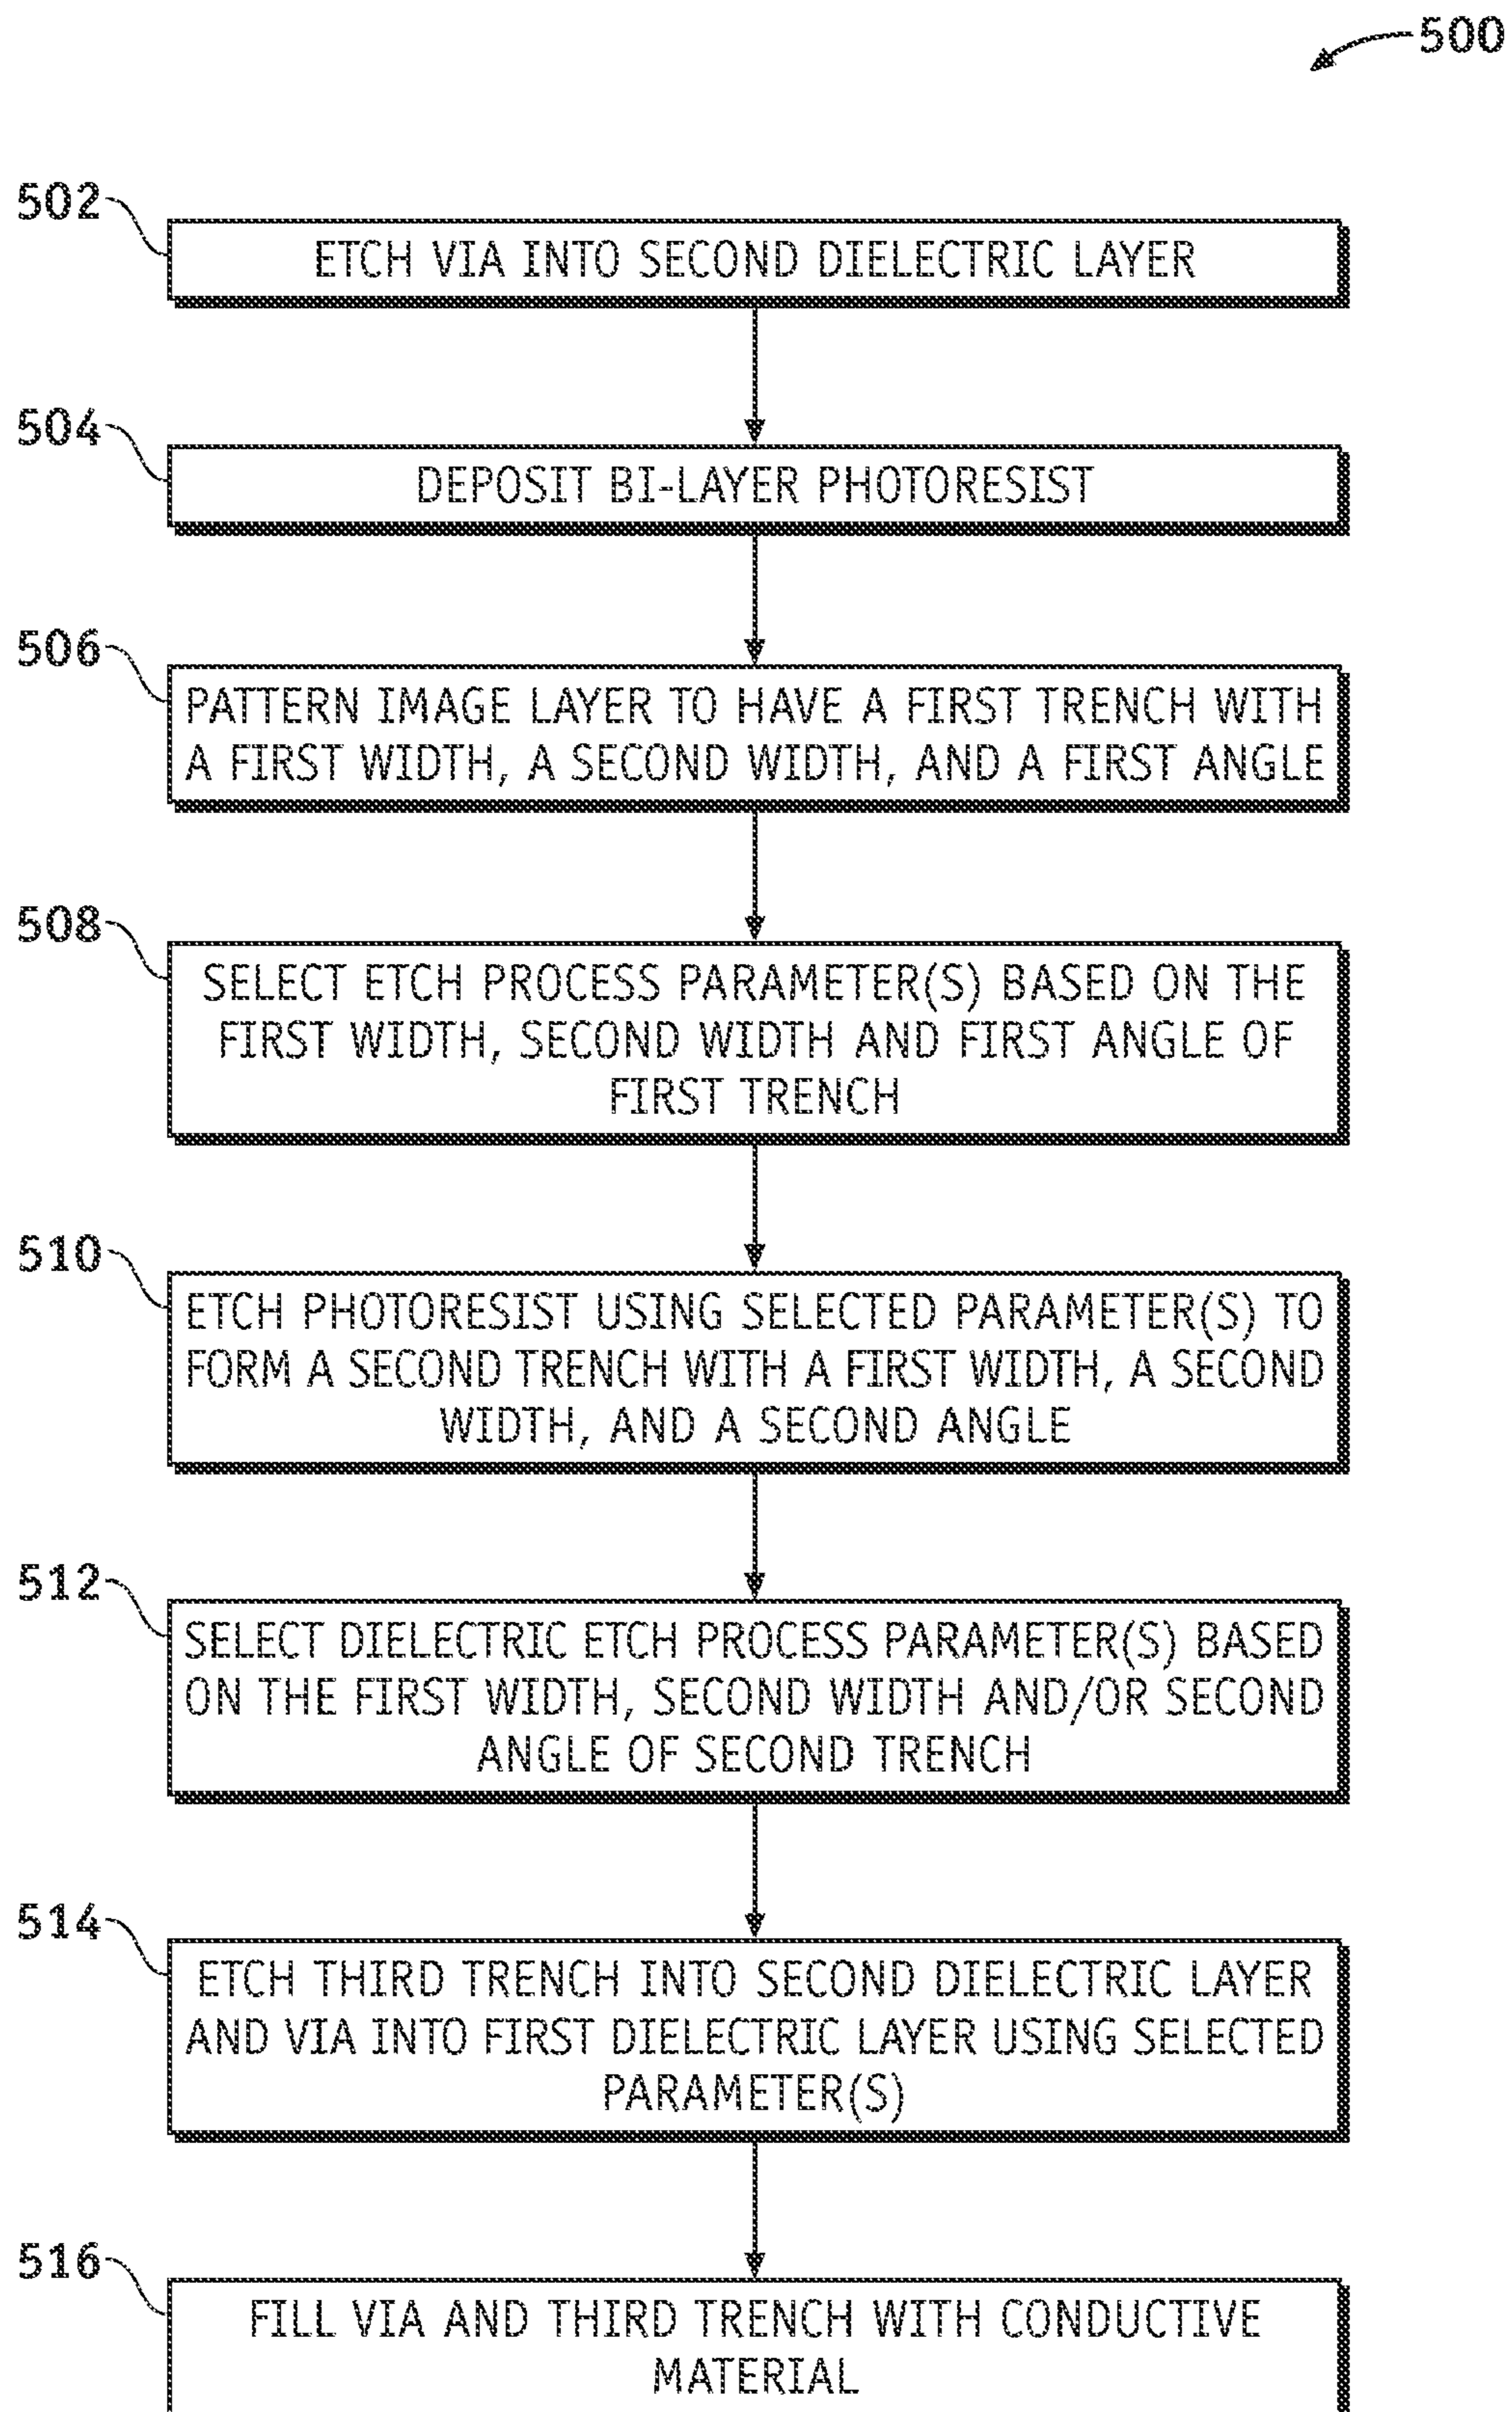 500
502
ETCH VIA INTO SECOND DIELECTRIC LAYER
504
DEPOSIT BI-LAYER PHOTORESIST
506
PATTERN IMAGE LAYER TO HAVE A FIRST TRENCH WITH
A FIRST WIDTH, A SECOND WIDTH, AND A FIRST ANGLE
508
SELECT ETCH PROCESS PARAMETER(S) BASED ON THE
FIRST WIDTH, SECOND WIDTH AND FIRST ANGLE OF
FIRST TRENCH
510
ETCH PHOTORESIST USING SELECTED PARAMETER(S) TO
FORM A SECOND TRENCH WITH A FIRST WIDTH, A SECOND
WIDTH, AND A SECOND ANGLE
512
SELECT DIELECTRIC ETCH PROCESS PARAMETER(S) BASED
ON THE FIRST WIDTH, SECOND WIDTH AND/OR SECOND
ANGLE OF SECOND TRENCH
514
ETCH THIRD TRENCH INTO SECOND DIELECTRIC LAYER
AND VIA INTO FIRST DIELECTRIC LAYER USING SELECTED
PARAMETER(S)
516
FILL VIA AND THIRD TRENCH WITH CONDUCTIVE
MATERIAL